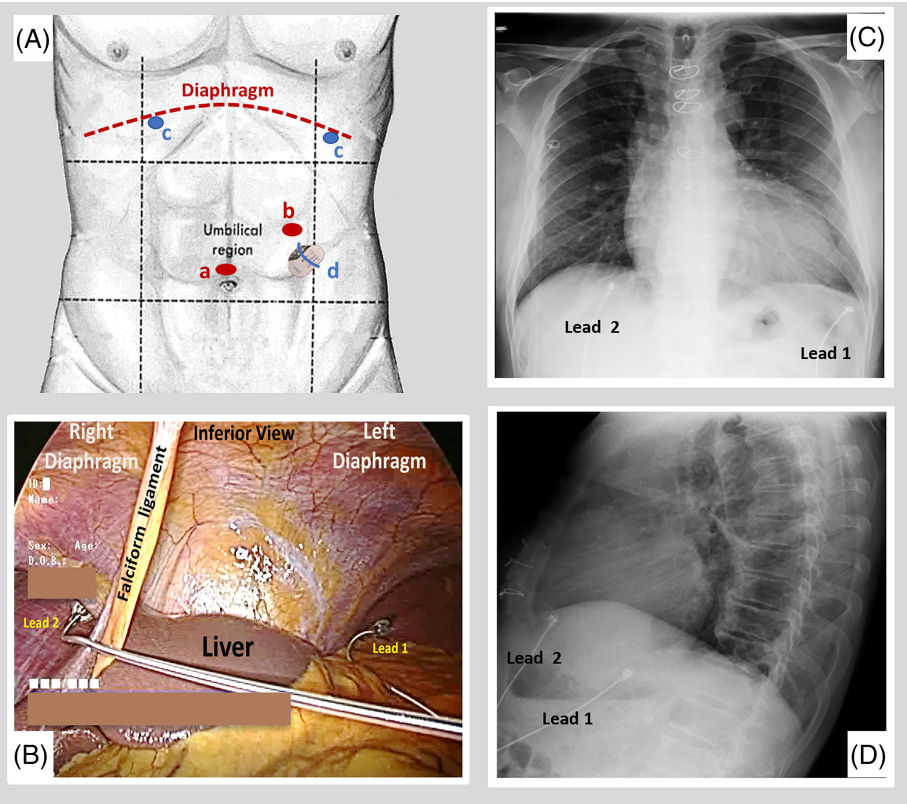 (A)
Diaphragm
c
c
b
Umbilical
region
a
d
(C)
Lead 2
Lead 1
Right
Diaphragm
Inferior View
Left
Diaphragm
Falciform ligament
ID:
Name:
Sex: Age:
D.O.B.:
Lead 2
Liver
Lead 1
(B)
Lead 2
Lead 1
(D)